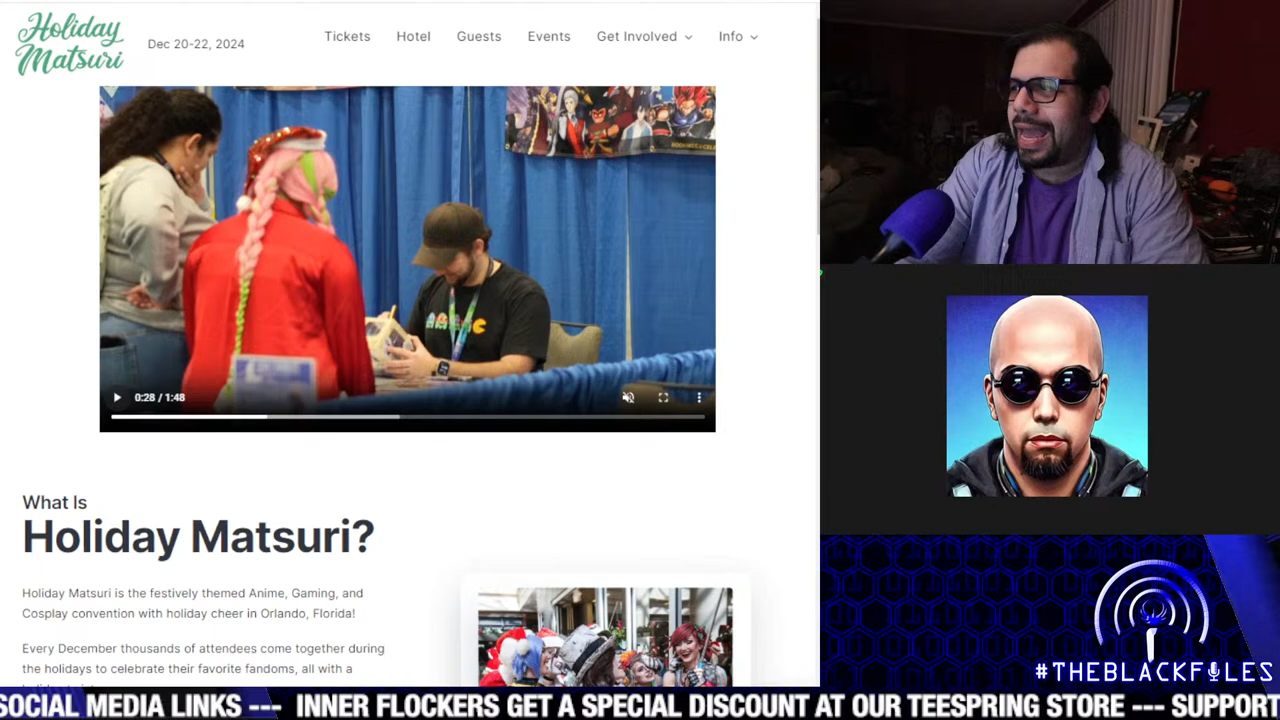 Holiday
Matsuri
Dec 20-22, 2024
Tickets
Hotel
Guests
Events
Get Involved
Info
0:28 / 1:48
What Is
Holiday Matsuri?
Holiday Matsuri is the festively themed Anime, Gaming, and
Cosplay convention with holiday cheer in Orlando, Florida!
Every December thousands of attendees come together during
the holidays to celebrate their favorite fandoms, all with a
#THEBLACKFILES
SOCIAL MEDIA LINKS --- INNER FLOCKERS GET A SPECIAL DISCOUNT AT OUR TEESPRING STORE --- SUPPORT